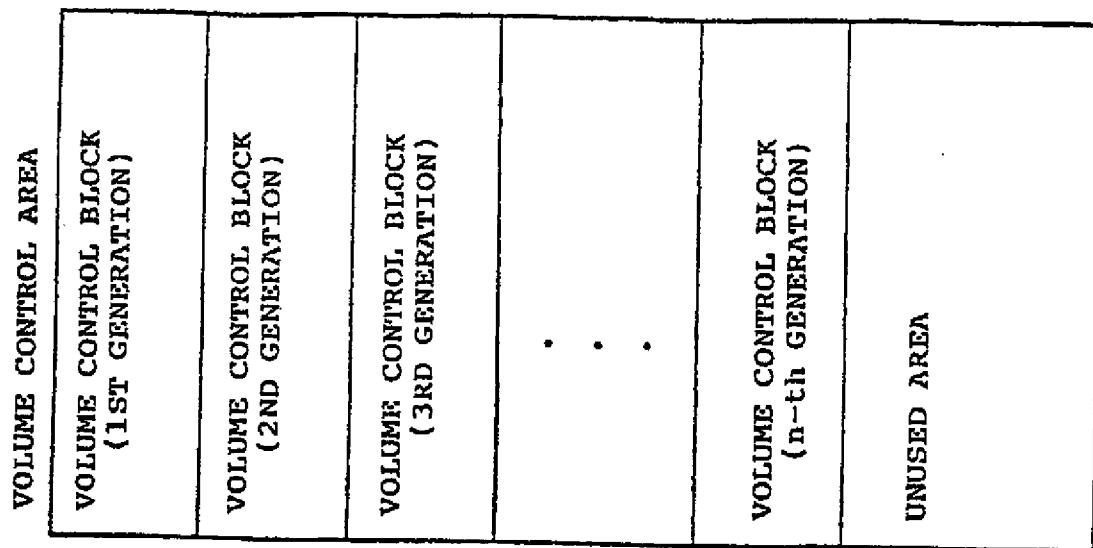 VOLUME CONTROL AREA
VOLUME CONTROL BLOCK
(1ST GENERATION)
VOLUME CONTROL BLOCK
(2ND GENERATION)
VOLUME CONTROL BLOCK
(3RD GENERATION)
. . .
VOLUME CONTROL BLOCK
(n-th GENERATION)
UNUSED AREA